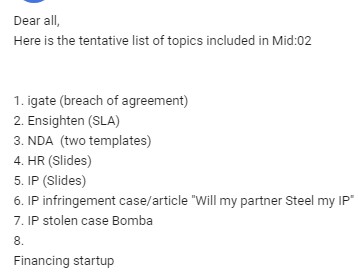 Dear all,
Here is the tentative list of topics included in Mid:02
1. igate (breach of agreement)
2. Ensighten (SLA)
3. NDA (two templates)
4. HR (Slides)
5. IP (Slides)
6. IP infringement case/article "Will my partner Steel my IP"
7. IP stolen case Bomba
8.
Financing startup